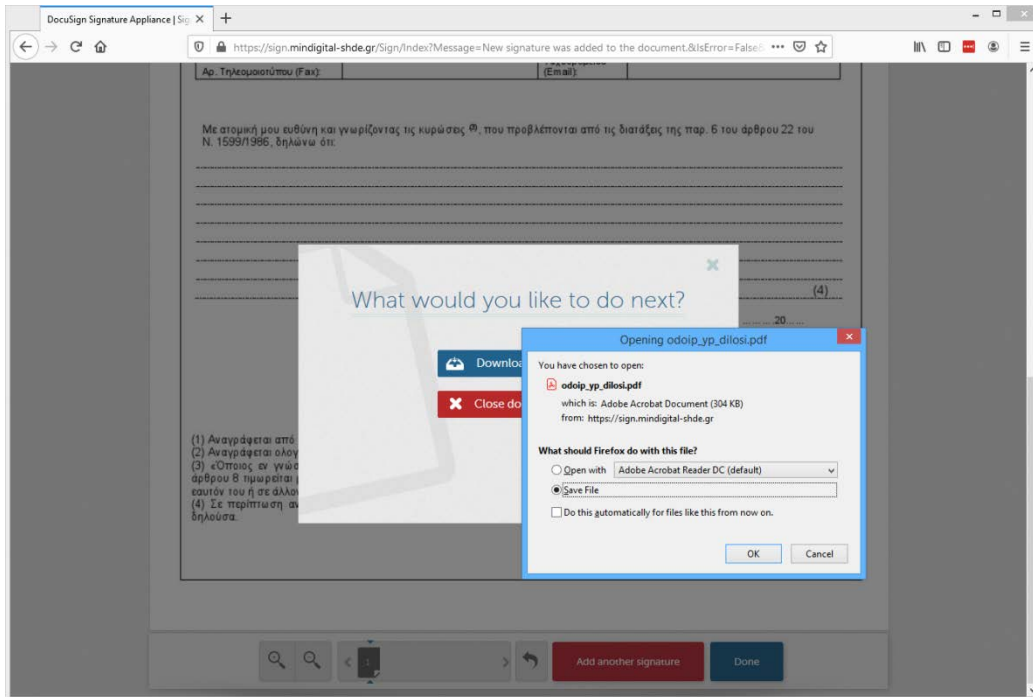 DocuSign Signature Appliance | Sig
https://sign.mindigital-shde.gr/Sign/Index?Message=New signature was added to the document.&IsError=False&
Αρ. Τηλεομοιοτύπου (Fax):
(Email):
Με ατομική μου ευθύνη και γνωρίζοντας τις κυρώσεις (3), που προβλέπονται από τις διατάξεις της παρ. 6 του άρθρου 22 του
Ν. 1599/1986, δηλώνω ότι:
(4)
20
What would you like to do next?
Downloa
Close do
Opening odoip_yp_dilosi.pdf
You have chosen to open:
odoip_yp_dilosi.pdf
which is: Adobe Acrobat Document (304 KB)
from: https://sign.mindigital-shde.gr
What should Firefox do with this file?
Open with Adobe Acrobat Reader DC (default)
Save File
Do this automatically for files like this from now on.
OK Cancel
(1) Αναγράφεται από
(2) Αναγράφεται ολογ
(3) «Όποιος εν γνώσ
άρθρου 8 τιμωρείται μ
εαυτόν του ή σε άλλον
(4) Σε περίπτωση αν
δηλούσα.
1
Add another signature
Done